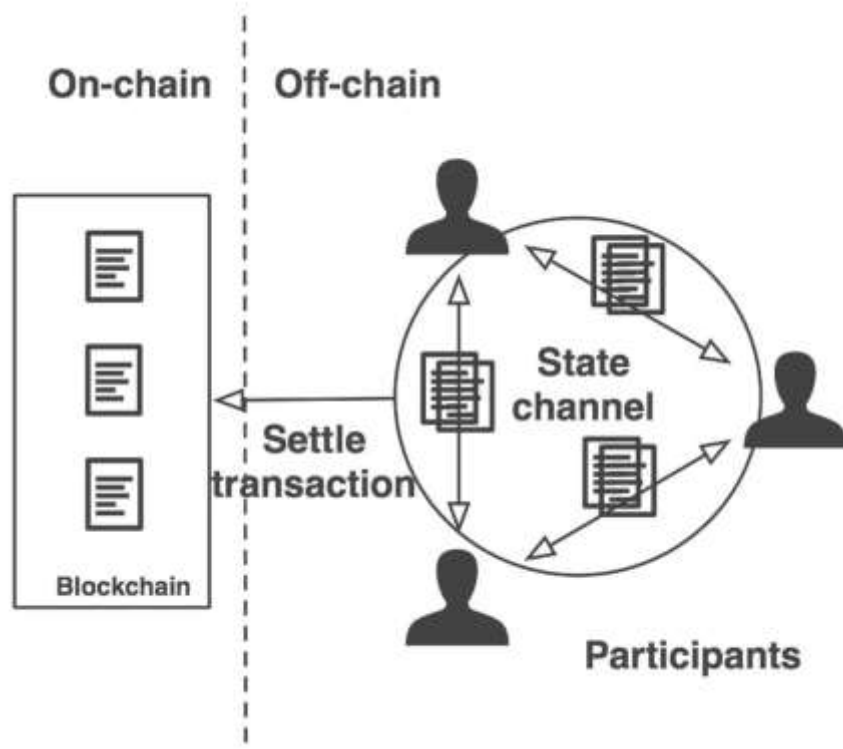 On-chain
Off-chain
State
channel
Settle
transaction
Blockchain
Participants